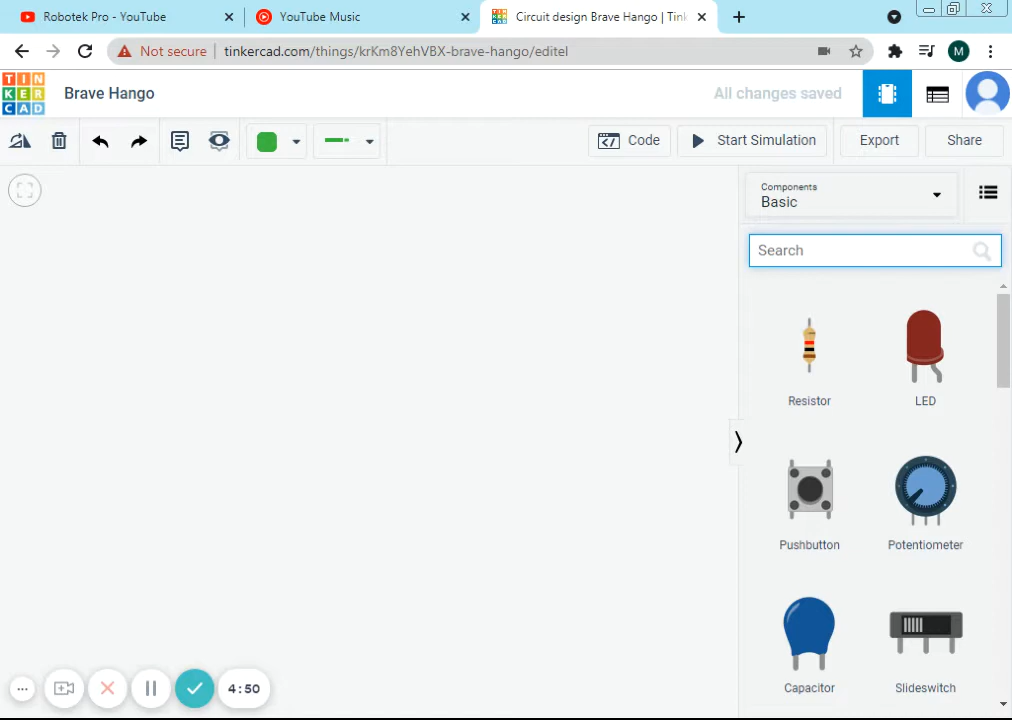 Robotek Pro - YouTube
YouTube Music
Circuit design Brave Hango | Tink
Not secure
tinkercad.com/things/krKm8YehVBX-brave-hango/editel
M
TIN
KER
CAD
Brave Hango
All changes saved
Code
Start Simulation
Export
Share
Components
Basic
Search
Resistor
LED
Pushbutton
Potentiometer
Capacitor
Slideswitch
4:50